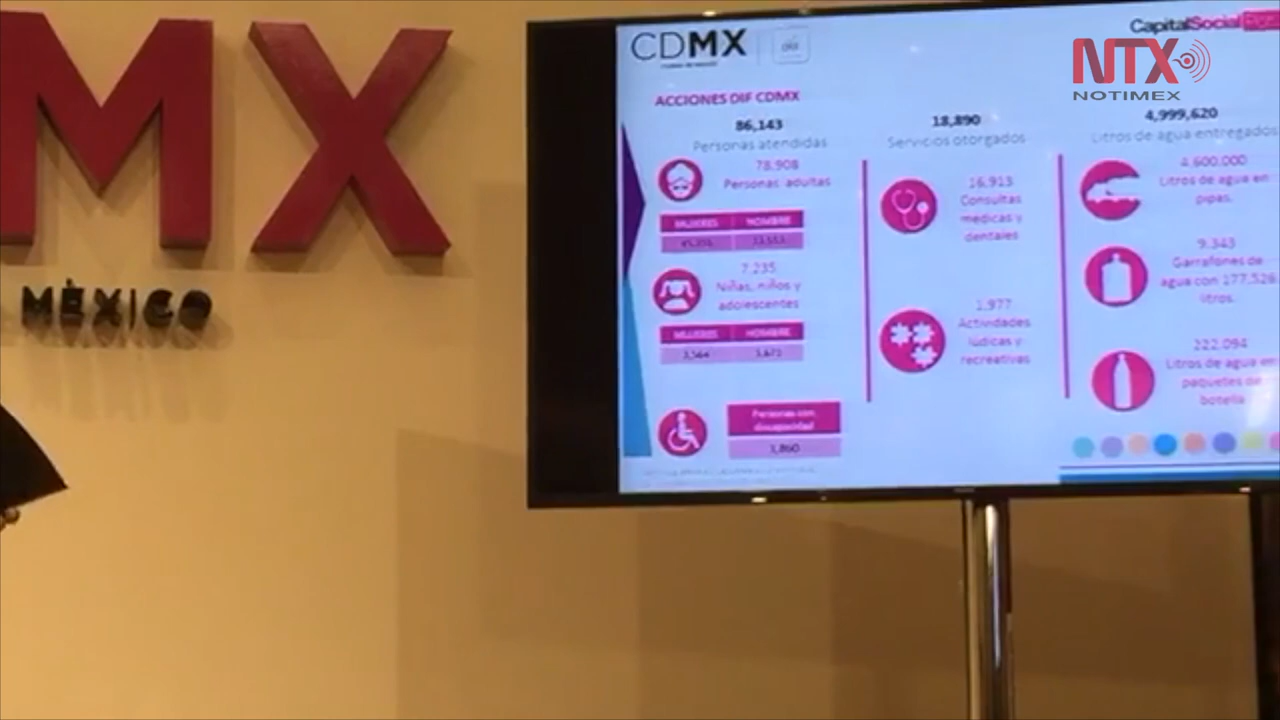 MX
MÉXICO
CDMX
CapitalSocial
NTX
NOTIMEX
ACCIONES DIF CDMX
86,143
Personas atendidas
78,908
Personas adultas
MUJERES HOMBRE
7,235
Niñas, niños y
adolescentes
MUJERES HOMBRE
3,564 3,671
Personas con
discapacidad
1,860
18,890
Servicios otorgados
16,913
Consultas
médicas y
dentales
1,977
Actividades
lúdicas y
recreativas
4,999,620
Litros de agua entregados
4,600,000
Litros de agua en
pipas.
9,343
Garrafones de
agua con 177,526
litros.
222,094
Litros de agua en
paquetes de
botella